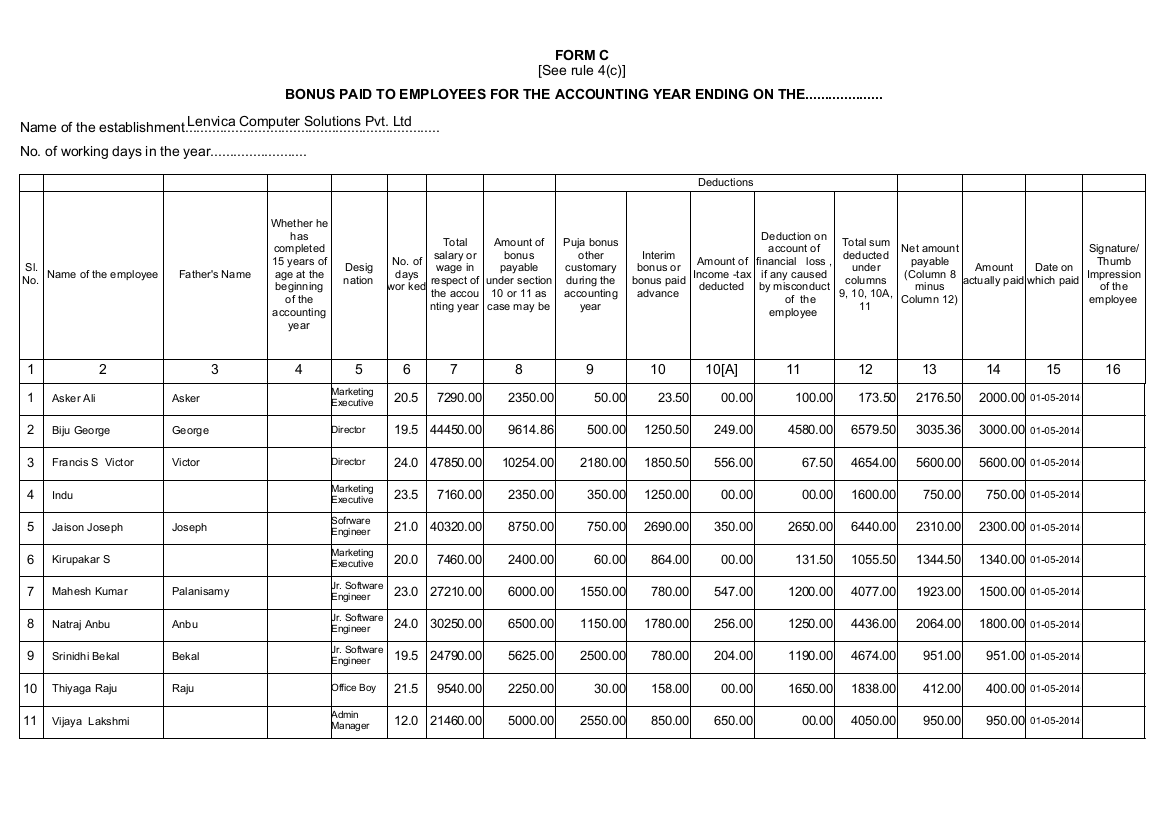 FORM C
[See rule 4(c)]
BONUS PAID TO EMPLOYEES FOR THE ACCOUNTING YEAR ENDING ON THE....................
Name of the establishment..................................................................
Lenvica Computer Solutions Pvt. Ltd
No. of working days in the year.........................
Deductions
Sl. No. Name of the employee Father's Name Whether he has completed 15 years of age at the beginning of the accounting year Desig nation No. of days wor ked Total salary or wage in respect of the accou nting year Amount of bonus payable under section 10 or 11 as case may be Puja bonus other customary during the accounting year Interim bonus or bonus paid advance Amount of Income -tax deducted Deduction on account of financial loss , if any caused by misconduct of the employee Total sum deducted under columns 9, 10, 10A, 11 Net amount payable (Column 8 minus Column 12) Amount actually paid Date on which paid Signature/ Thumb Impression of the employee
1 2 3 4 5 6 7 8 9 10 10[A] 11 12 13 14 15 16
1 Asker Ali Asker Marketing Executive 20.5 7290.00 2350.00 50.00 23.50 00.00 100.00 173.50 2176.50 2000.00 01-05-2014
2 Biju George George Director 19.5 44450.00 9614.86 500.00 1250.50 249.00 4580.00 6579.50 3035.36 3000.00 01-05-2014
3 Francis S Victor Victor Director 24.0 47850.00 10254.00 2180.00 1850.50 556.00 67.50 4654.00 5600.00 5600.00 01-05-2014
4 Indu Marketing Executive 23.5 7160.00 2350.00 350.00 1250.00 00.00 00.00 1600.00 750.00 750.00 01-05-2014
5 Jaison Joseph Joseph Sofrware Engineer 21.0 40320.00 8750.00 750.00 2690.00 350.00 2650.00 6440.00 2310.00 2300.00 01-05-2014
6 Kirupakar S Marketing Executive 20.0 7460.00 2400.00 60.00 864.00 00.00 131.50 1055.50 1344.50 1340.00 01-05-2014
7 Mahesh Kumar Palanisamy Jr. Software Engineer 23.0 27210.00 6000.00 1550.00 780.00 547.00 1200.00 4077.00 1923.00 1500.00 01-05-2014
8 Natraj Anbu Anbu Jr. Software Engineer 24.0 30250.00 6500.00 1150.00 1780.00 256.00 1250.00 4436.00 2064.00 1800.00 01-05-2014
9 Srinidhi Bekal Bekal Jr. Software Engineer 19.5 24790.00 5625.00 2500.00 780.00 204.00 1190.00 4674.00 951.00 951.00 01-05-2014
10 Thiyaga Raju Raju Office Boy 21.5 9540.00 2250.00 30.00 158.00 00.00 1650.00 1838.00 412.00 400.00 01-05-2014
11 Vijaya Lakshmi Admin Manager 12.0 21460.00 5000.00 2550.00 850.00 650.00 00.00 4050.00 950.00 950.00 01-05-2014